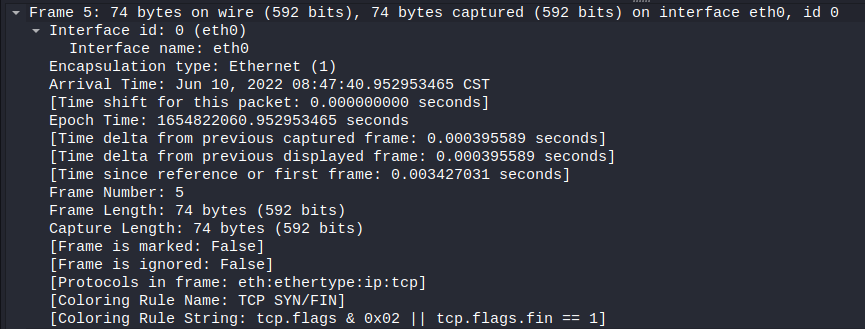 Frame 5: 74 bytes on wire (592 bits), 74 bytes captured (592 bits) on interface eth0, id 0
Interface id: 0 (eth0)
Interface name: eth0
Encapsulation type: Ethernet (1)
Arrival Time: Jun 10, 2022 08:47:40.952953465 CST
[Time shift for this packet: 0.000000000 seconds]
Epoch Time: 1654822060.952953465 seconds
[Time delta from previous captured frame: 0.000395589 seconds]
[Time delta from previous displayed frame: 0.000395589 seconds]
[Time since reference or first frame: 0.003427031 seconds]
Frame Number: 5
Frame Length: 74 bytes (592 bits)
Capture Length: 74 bytes (592 bits)
[Frame is marked: False]
[Frame is ignored: False]
[Protocols in frame: eth:ethertype:ip:tcp]
[Coloring Rule Name: TCP SYN/FIN]
[Coloring Rule String: tcp.flags & 0x02 || tcp.flags.fin == 1]